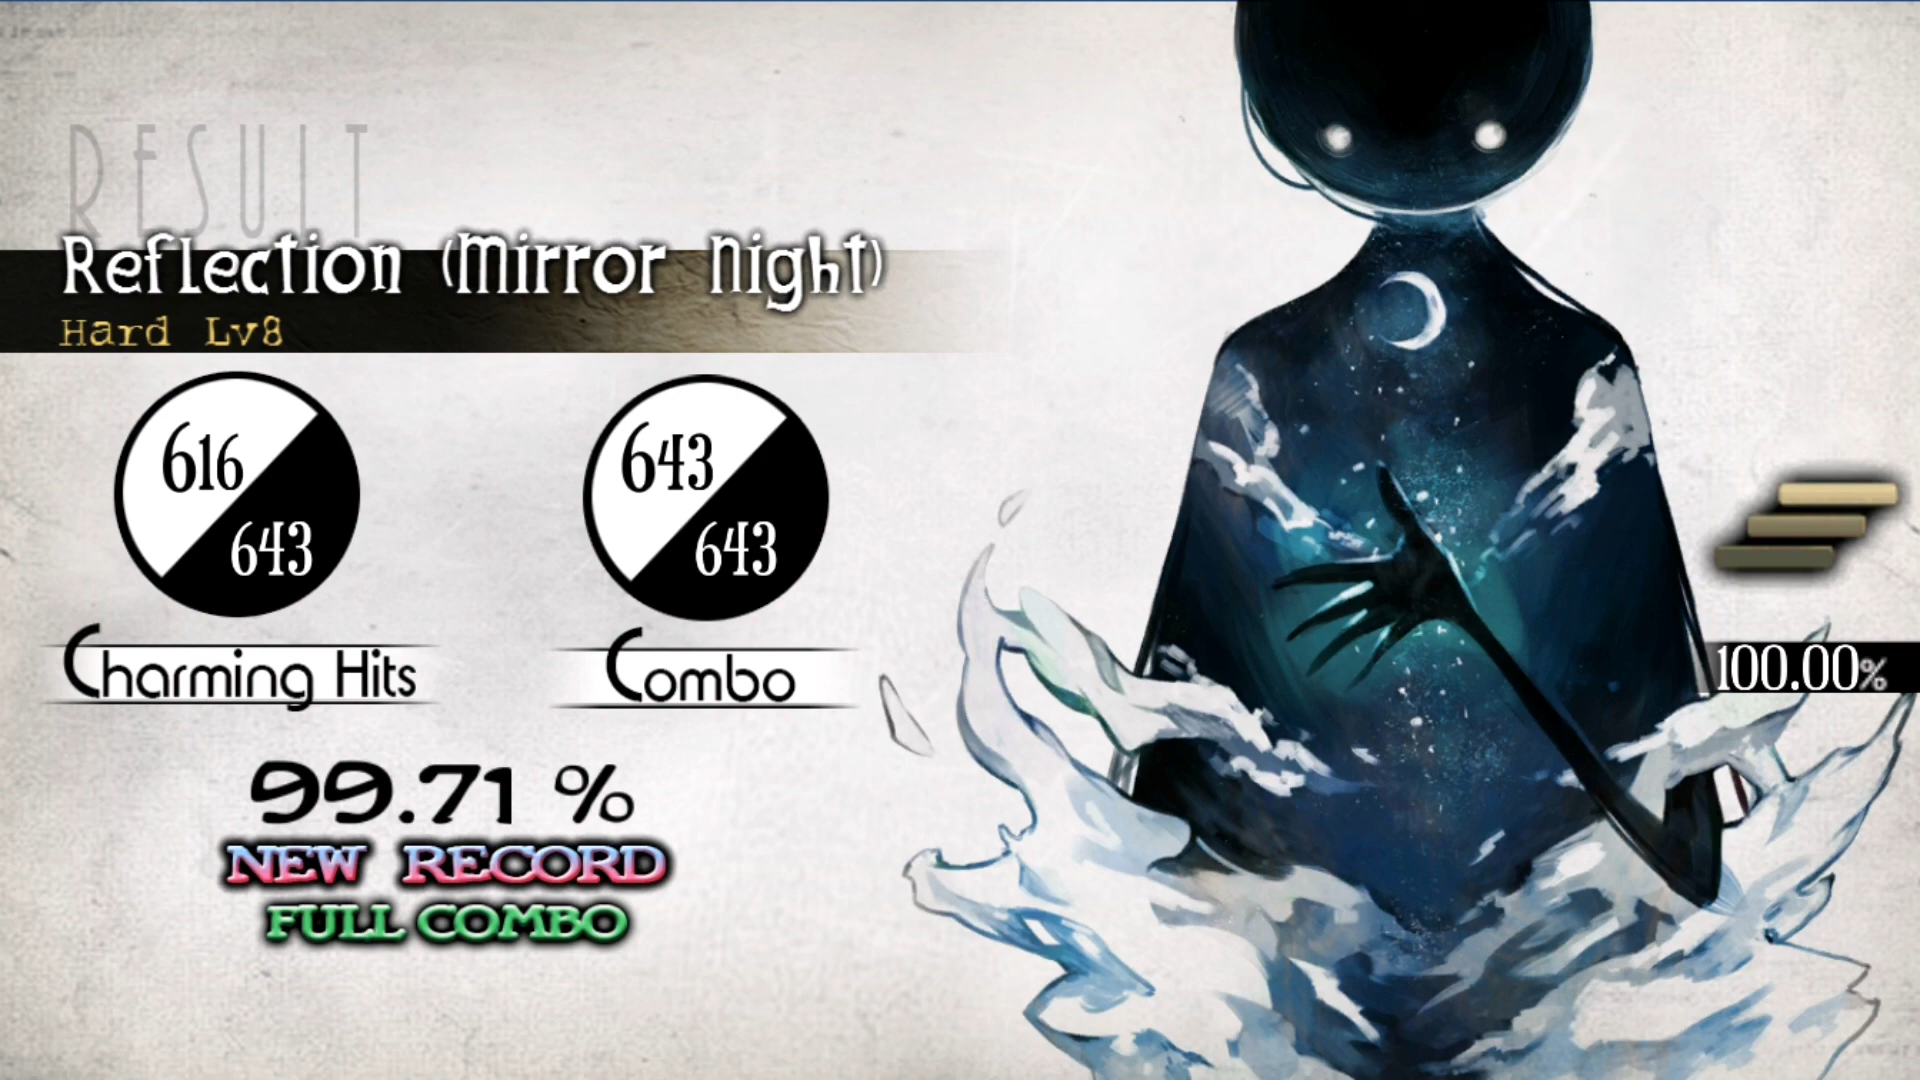 RESULT
Reflection (Mirror Night)
Hard Lv8
616
643
643
643
Charming Hits
Combo
100.00%
99.71 %
NEW RECORD
FULL COMBO